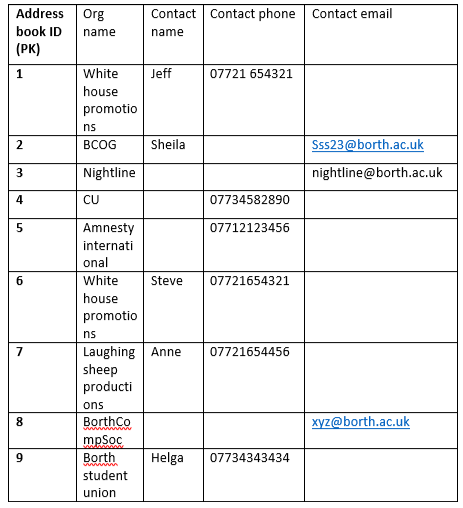 Address book ID (PK) Org name Contact name Contact phone Contact email
1 White house promotions Jeff 07721 654321
2 BCOG Sheila Sss23@borth.ac.uk
3 Nightline nightline@borth.ac.uk
4 CU 07734582890
5 Amnesty international 07712123456
6 White house promotions Steve 07721654321
7 Laughing sheep productions Anne 07721654456
8 BorthCompSoc xyz@borth.ac.uk
9 Borth student union Helga 07734343434